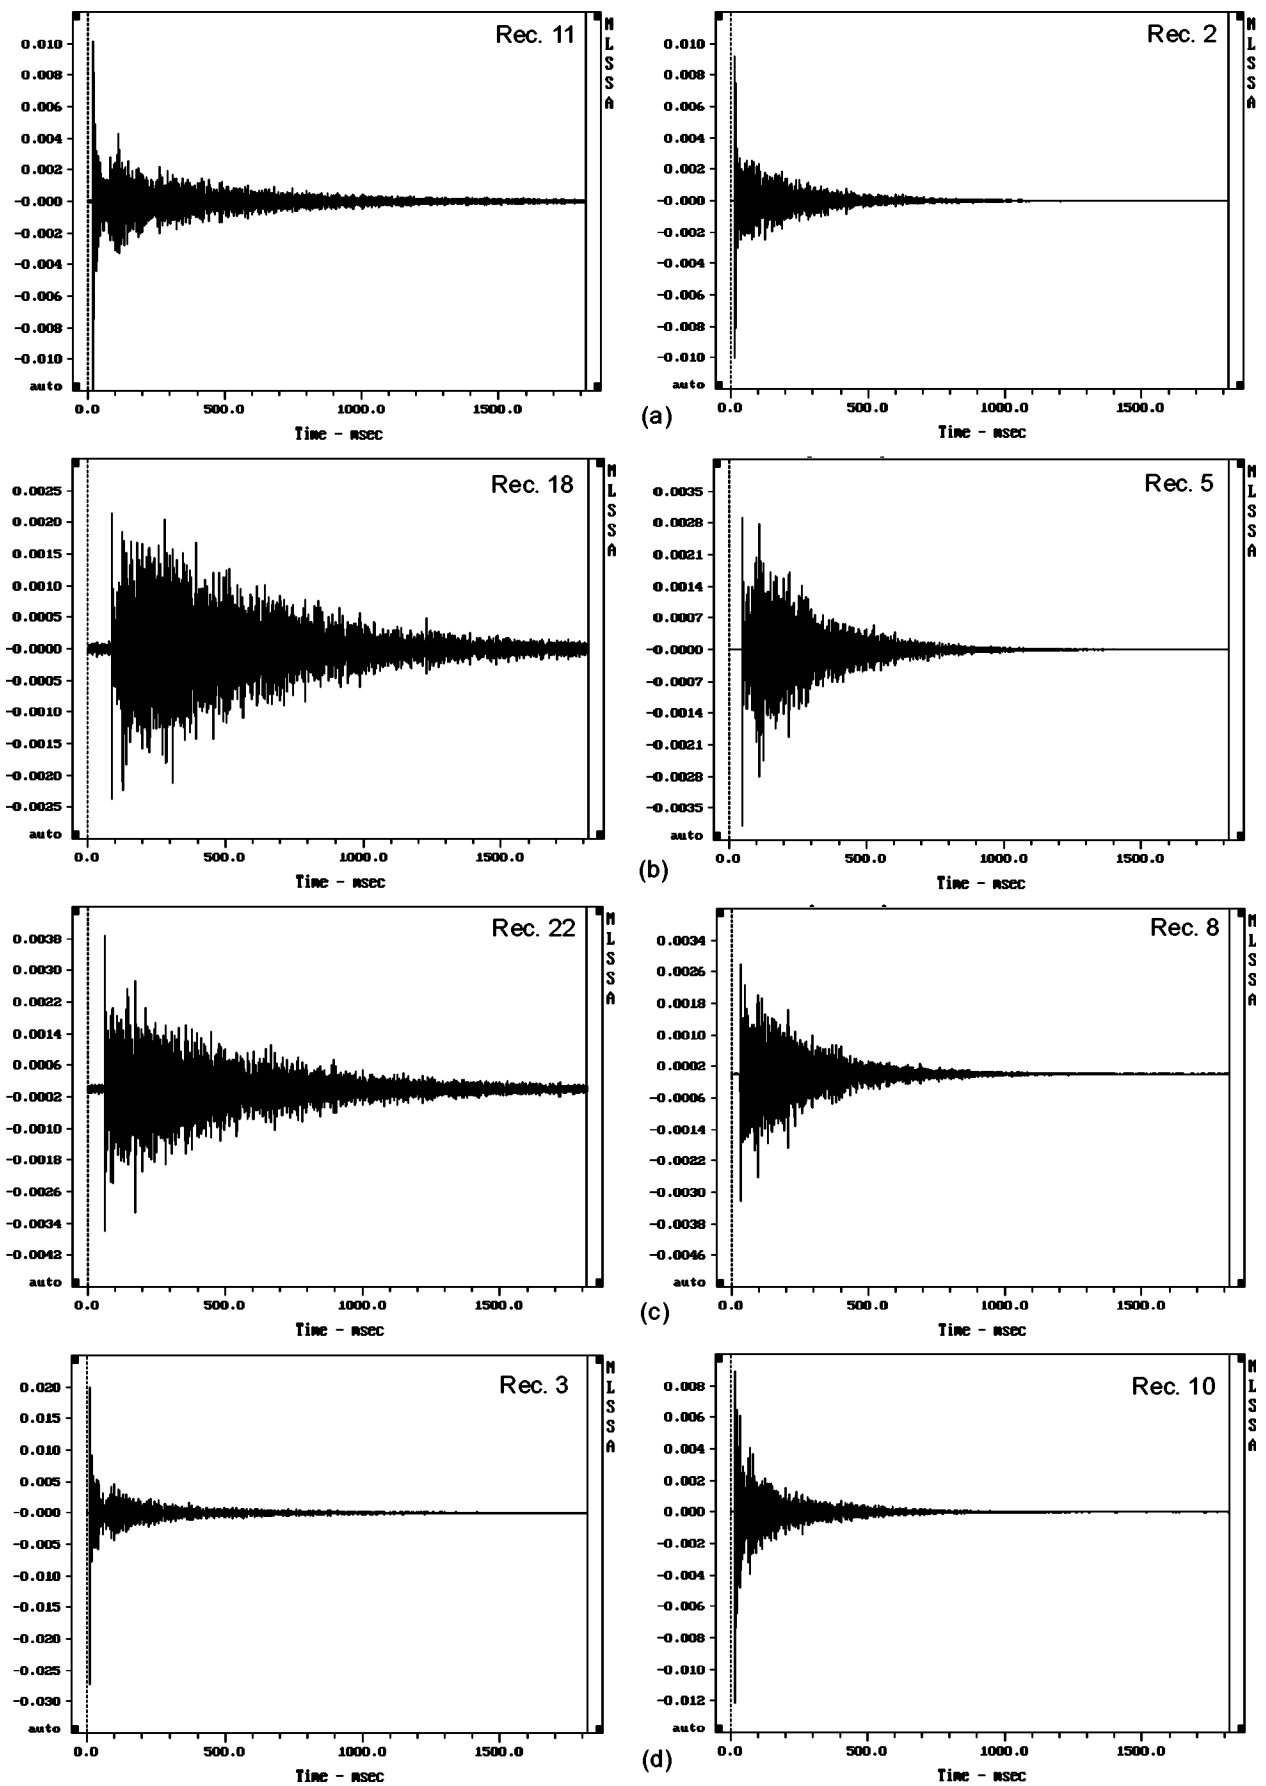 Rec. 11
MLSSA
0.010
0.008
0.006
0.004
0.002
-0.000
-0.002
-0.004
-0.006
-0.008
-0.010
auto
0.0 500.0 1000.0 1500.0
Time - msec
Rec. 2
MLSSA
0.010
0.008
0.006
0.004
0.002
-0.000
-0.002
-0.004
-0.006
-0.008
-0.010
auto
0.0 500.0 1000.0 1500.0
Time - msec
(a)
Rec. 18
MLSSA
0.0025
0.0020
0.0015
0.0010
0.0005
-0.0000
-0.0005
-0.0010
-0.0015
-0.0020
-0.0025
auto
0.0 500.0 1000.0 1500.0
Time - msec
Rec. 5
MLSSA
0.0035
0.0028
0.0021
0.0014
0.0007
-0.0000
-0.0007
-0.0014
-0.0021
-0.0028
-0.0035
auto
0.0 500.0 1000.0 1500.0
Time - msec
(b)
Rec. 22
MLSSA
0.0038
0.0030
0.0022
0.0014
0.0006
-0.0002
-0.0010
-0.0018
-0.0026
-0.0034
-0.0042
auto
0.0 500.0 1000.0 1500.0
Time - msec
Rec. 8
MLSSA
0.0034
0.0026
0.0018
0.0010
0.0002
-0.0006
-0.0014
-0.0022
-0.0030
-0.0038
-0.0046
auto
0.0 500.0 1000.0 1500.0
Time - msec
(c)
Rec. 3
MLSSA
0.020
0.015
0.010
0.005
-0.000
-0.005
-0.010
-0.015
-0.020
-0.025
-0.030
auto
0.0 500.0 1000.0 1500.0
Time - msec
Rec. 10
MLSSA
0.008
0.006
0.004
0.002
0.000
-0.002
-0.004
-0.006
-0.008
-0.010
-0.012
auto
0.0 500.0 1000.0 1500.0
Time - msec
(d)